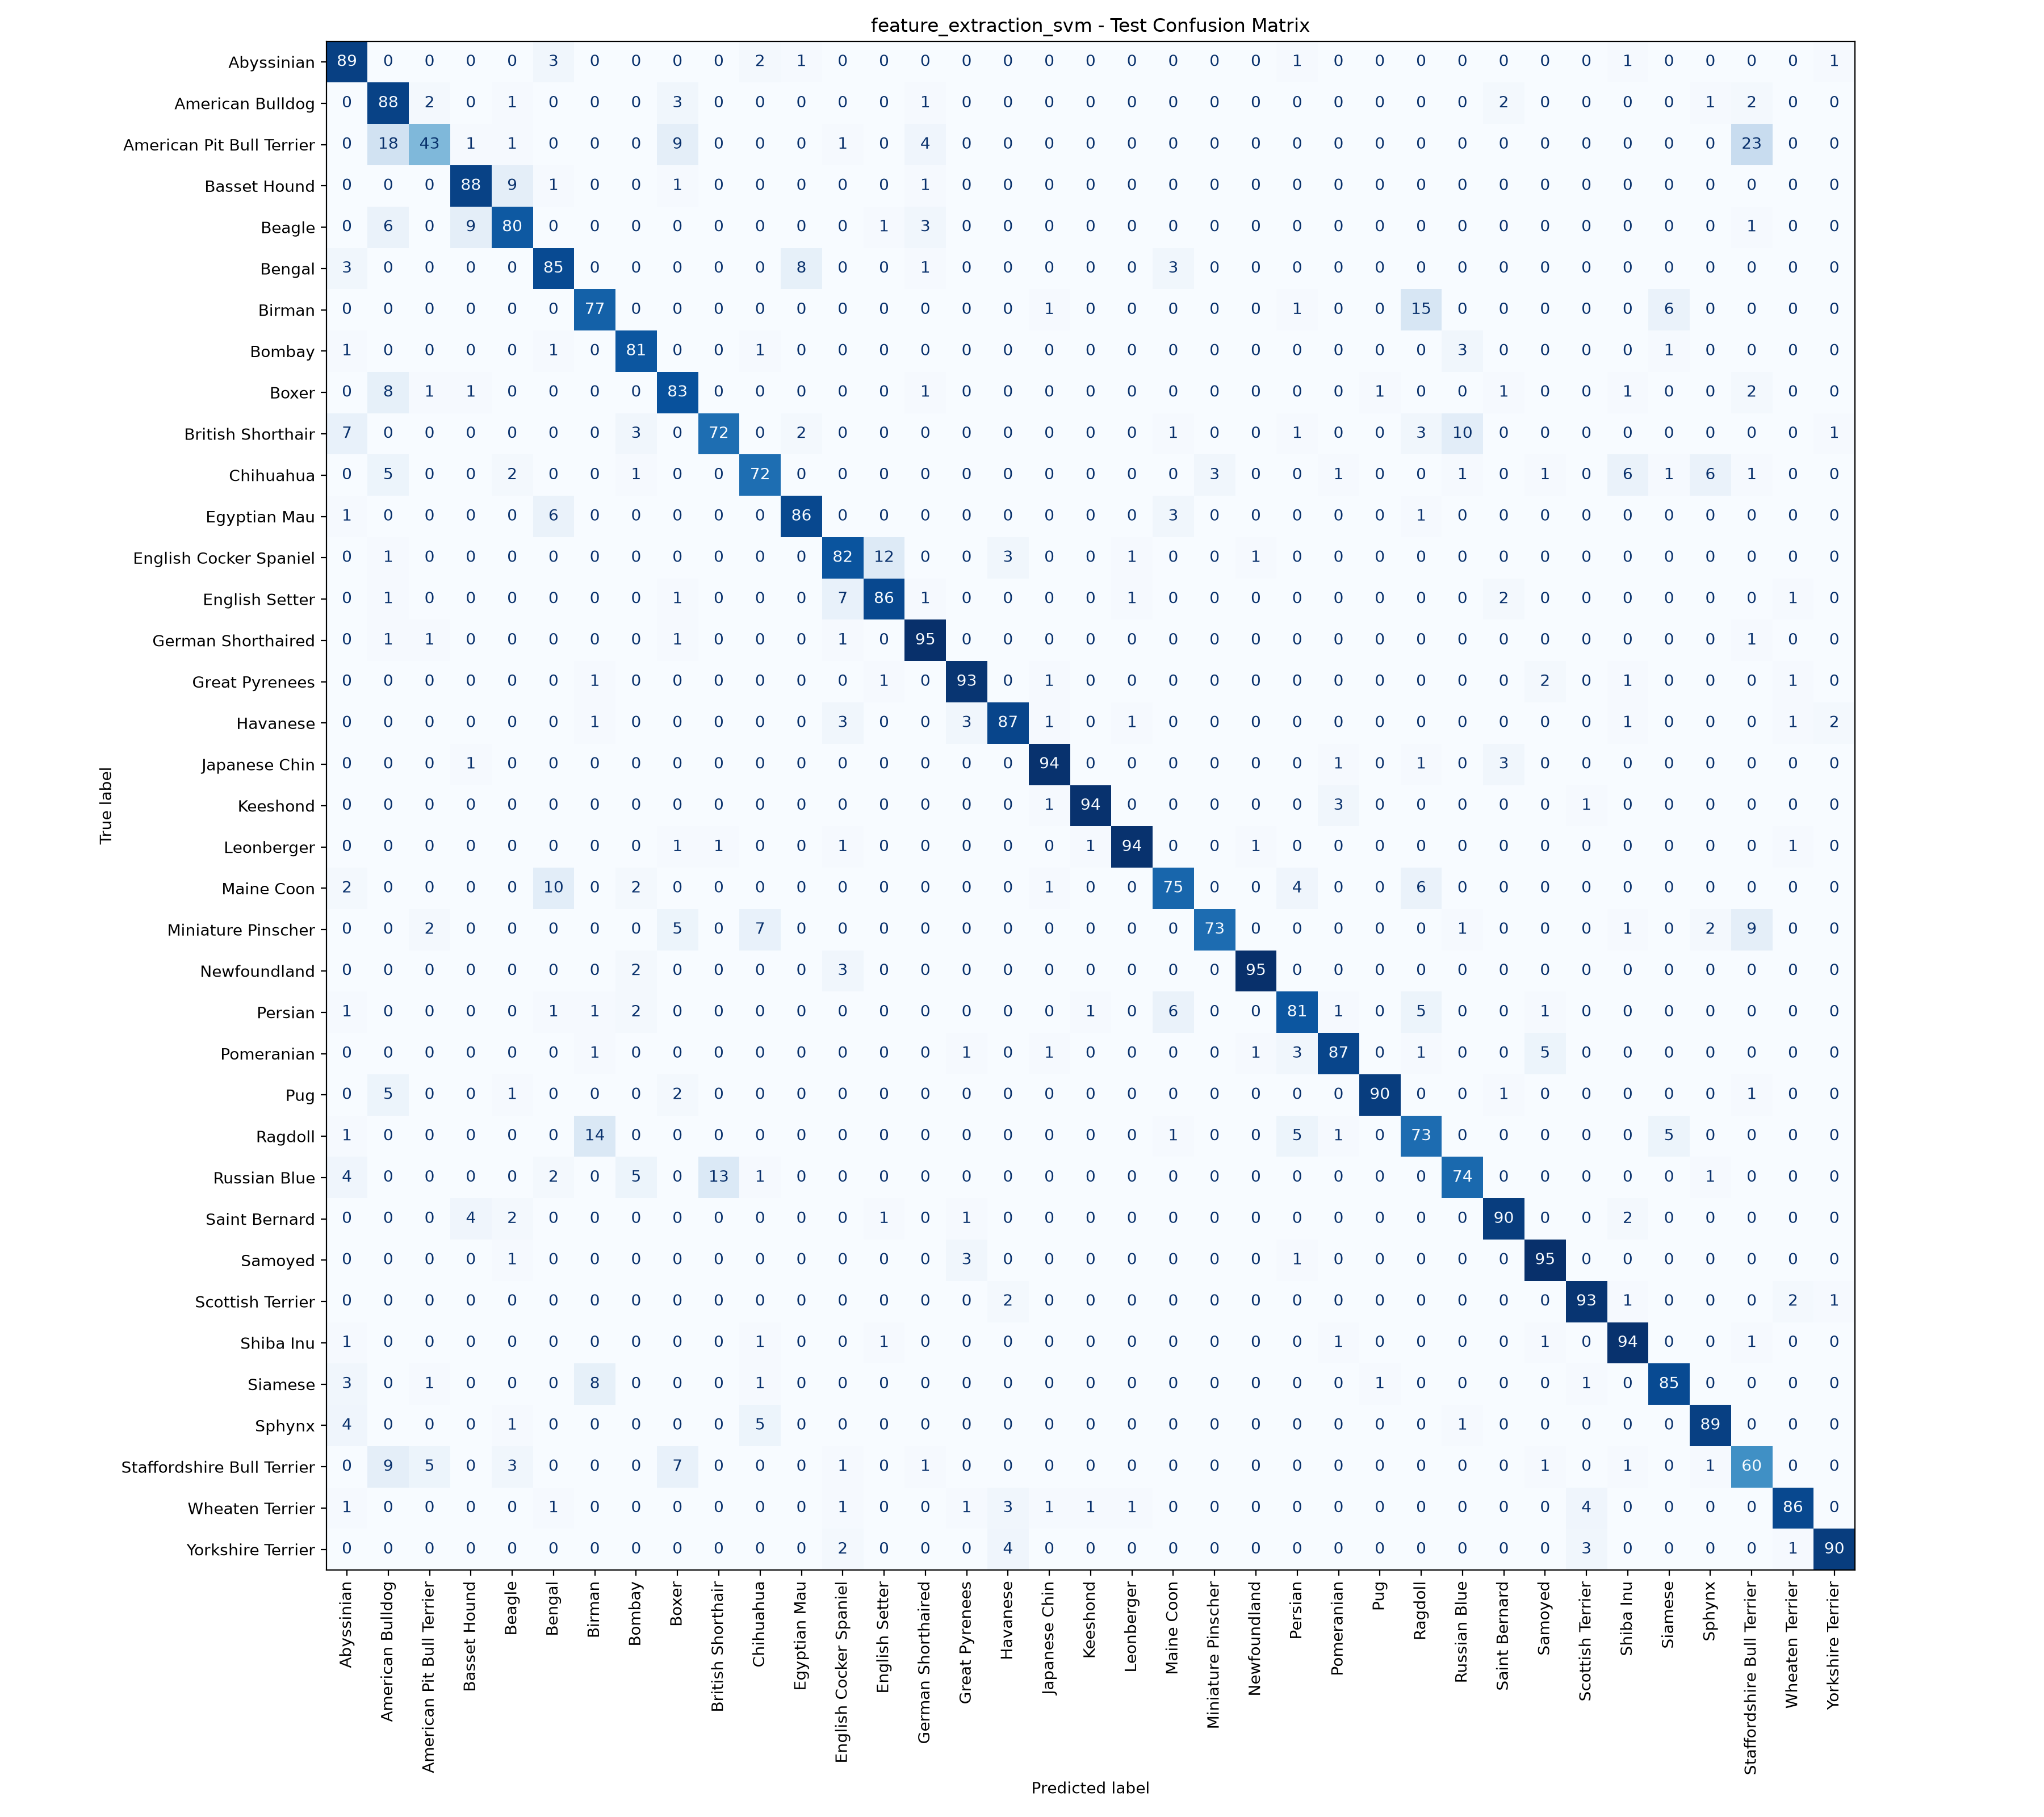 feature_extraction_svm - Test Confusion Matrix
Abyssinian 89 0 0 0 0 3 0 0 0 0 2 1 0 0 0 0 0 0 0 0 0 0 0 1 0 0 0 0 0 0 0 1 0 0 0 0 1
American Bulldog 0 88 2 0 1 0 0 0 3 0 0 0 0 0 1 0 0 0 0 0 0 0 0 0 0 0 0 0 2 0 0 0 0 1 2 0 0
American Pit Bull Terrier 0 18 43 1 1 0 0 0 9 0 0 0 1 0 4 0 0 0 0 0 0 0 0 0 0 0 0 0 0 0 0 0 0 0 23 0 0
Basset Hound 0 0 0 88 9 1 0 0 1 0 0 0 0 0 1 0 0 0 0 0 0 0 0 0 0 0 0 0 0 0 0 0 0 0 0 0 0
Beagle 0 6 0 9 80 0 0 0 0 0 0 0 0 1 3 0 0 0 0 0 0 0 0 0 0 0 0 0 0 0 0 0 0 0 1 0 0
Bengal 3 0 0 0 0 85 0 0 0 0 0 8 0 0 1 0 0 0 0 0 3 0 0 0 0 0 0 0 0 0 0 0 0 0 0 0 0
Birman 0 0 0 0 0 0 77 0 0 0 0 0 0 0 0 0 0 1 0 0 0 0 0 1 0 0 15 0 0 0 0 0 6 0 0 0 0
Bombay 1 0 0 0 0 1 0 81 0 0 1 0 0 0 0 0 0 0 0 0 0 0 0 0 0 0 0 3 0 0 0 0 1 0 0 0 0
Boxer 0 8 1 1 0 0 0 0 83 0 0 0 0 0 1 0 0 0 0 0 0 0 0 0 0 1 0 0 1 0 0 1 0 0 2 0 0
British Shorthair 7 0 0 0 0 0 0 3 0 72 0 2 0 0 0 0 0 0 0 0 1 0 0 1 0 0 3 10 0 0 0 0 0 0 0 0 1
Chihuahua 0 5 0 0 2 0 0 1 0 0 72 0 0 0 0 0 0 0 0 0 0 3 0 0 1 0 0 1 0 1 0 6 1 6 1 0 0
Egyptian Mau 1 0 0 0 0 6 0 0 0 0 0 86 0 0 0 0 0 0 0 0 3 0 0 0 0 0 1 0 0 0 0 0 0 0 0 0 0
English Cocker Spaniel 0 1 0 0 0 0 0 0 0 0 0 0 82 12 0 0 3 0 0 1 0 0 1 0 0 0 0 0 0 0 0 0 0 0 0 0 0
English Setter 0 1 0 0 0 0 0 0 1 0 0 0 7 86 1 0 0 0 0 1 0 0 0 0 0 0 0 0 2 0 0 0 0 0 0 1 0
German Shorthaired 0 1 1 0 0 0 0 0 1 0 0 0 1 0 95 0 0 0 0 0 0 0 0 0 0 0 0 0 0 0 0 0 0 0 1 0 0
Great Pyrenees 0 0 0 0 0 0 1 0 0 0 0 0 0 1 0 93 0 1 0 0 0 0 0 0 0 0 0 0 0 2 0 1 0 0 0 1 0
Havanese 0 0 0 0 0 0 1 0 0 0 0 0 3 0 0 3 87 1 0 1 0 0 0 0 0 0 0 0 0 0 0 1 0 0 0 1 2
Japanese Chin 0 0 0 1 0 0 0 0 0 0 0 0 0 0 0 0 0 94 0 0 0 0 0 0 1 0 1 0 3 0 0 0 0 0 0 0 0
Keeshond 0 0 0 0 0 0 0 0 0 0 0 0 0 0 0 0 0 1 94 0 0 0 0 0 3 0 0 0 0 0 1 0 0 0 0 0 0
Leonberger 0 0 0 0 0 0 0 0 1 1 0 0 1 0 0 0 0 0 1 94 0 0 1 0 0 0 0 0 0 0 0 0 0 0 0 1 0
Maine Coon 2 0 0 0 0 10 0 2 0 0 0 0 0 0 0 0 0 1 0 0 75 0 0 4 0 0 6 0 0 0 0 0 0 0 0 0 0
Miniature Pinscher 0 0 2 0 0 0 0 0 5 0 7 0 0 0 0 0 0 0 0 0 0 73 0 0 0 0 0 1 0 0 0 1 0 2 9 0 0
Newfoundland 0 0 0 0 0 0 0 2 0 0 0 0 3 0 0 0 0 0 0 0 0 0 95 0 0 0 0 0 0 0 0 0 0 0 0 0 0
Persian 1 0 0 0 0 1 1 2 0 0 0 0 0 0 0 0 0 0 1 0 6 0 0 81 1 0 5 0 0 1 0 0 0 0 0 0 0
Pomeranian 0 0 0 0 0 0 1 0 0 0 0 0 0 0 0 1 0 1 0 0 0 0 1 3 87 0 1 0 0 5 0 0 0 0 0 0 0
Pug 0 5 0 0 1 0 0 0 2 0 0 0 0 0 0 0 0 0 0 0 0 0 0 0 0 90 0 0 1 0 0 0 0 0 1 0 0
Ragdoll 1 0 0 0 0 0 14 0 0 0 0 0 0 0 0 0 0 0 0 0 1 0 0 5 1 0 73 0 0 0 0 0 5 0 0 0 0
Russian Blue 4 0 0 0 0 2 0 5 0 13 1 0 0 0 0 0 0 0 0 0 0 0 0 0 0 0 0 74 0 0 0 0 0 1 0 0 0
Saint Bernard 0 0 0 4 2 0 0 0 0 0 0 0 0 1 0 1 0 0 0 0 0 0 0 0 0 0 0 0 90 0 0 2 0 0 0 0 0
Samoyed 0 0 0 0 1 0 0 0 0 0 0 0 0 0 0 3 0 0 0 0 0 0 0 1 0 0 0 0 0 95 0 0 0 0 0 0 0
Scottish Terrier 0 0 0 0 0 0 0 0 0 0 0 0 0 0 0 0 2 0 0 0 0 0 0 0 0 0 0 0 0 0 93 1 0 0 0 2 1
Shiba Inu 1 0 0 0 0 0 0 0 0 0 1 0 0 1 0 0 0 0 0 0 0 0 0 0 1 0 0 0 0 1 0 94 0 0 1 0 0
Siamese 3 0 1 0 0 0 8 0 0 0 1 0 0 0 0 0 0 0 0 0 0 0 0 0 0 1 0 0 0 0 1 0 85 0 0 0 0
Sphynx 4 0 0 0 1 0 0 0 0 0 5 0 0 0 0 0 0 0 0 0 0 0 0 0 0 0 0 1 0 0 0 0 0 89 0 0 0
Staffordshire Bull Terrier 0 9 5 0 3 0 0 0 7 0 0 0 1 0 1 0 0 0 0 0 0 0 0 0 0 0 0 0 0 1 0 1 0 1 60 0 0
Wheaten Terrier 1 0 0 0 0 1 0 0 0 0 0 0 1 0 0 1 3 1 1 1 0 0 0 0 0 0 0 0 0 0 4 0 0 0 0 86 0
Yorkshire Terrier 0 0 0 0 0 0 0 0 0 0 0 0 2 0 0 0 4 0 0 0 0 0 0 0 0 0 0 0 0 0 3 0 0 0 0 1 90
True label
Abyssinian
American Bulldog
American Pit Bull Terrier
Basset Hound
Beagle
Bengal
Birman
Bombay
Boxer
British Shorthair
Chihuahua
Egyptian Mau
English Cocker Spaniel
English Setter
German Shorthaired
Great Pyrenees
Havanese
Japanese Chin
Keeshond
Leonberger
Maine Coon
Miniature Pinscher
Newfoundland
Persian
Pomeranian
Pug
Ragdoll
Russian Blue
Saint Bernard
Samoyed
Scottish Terrier
Shiba Inu
Siamese
Sphynx
Staffordshire Bull Terrier
Wheaten Terrier
Yorkshire Terrier
Predicted label